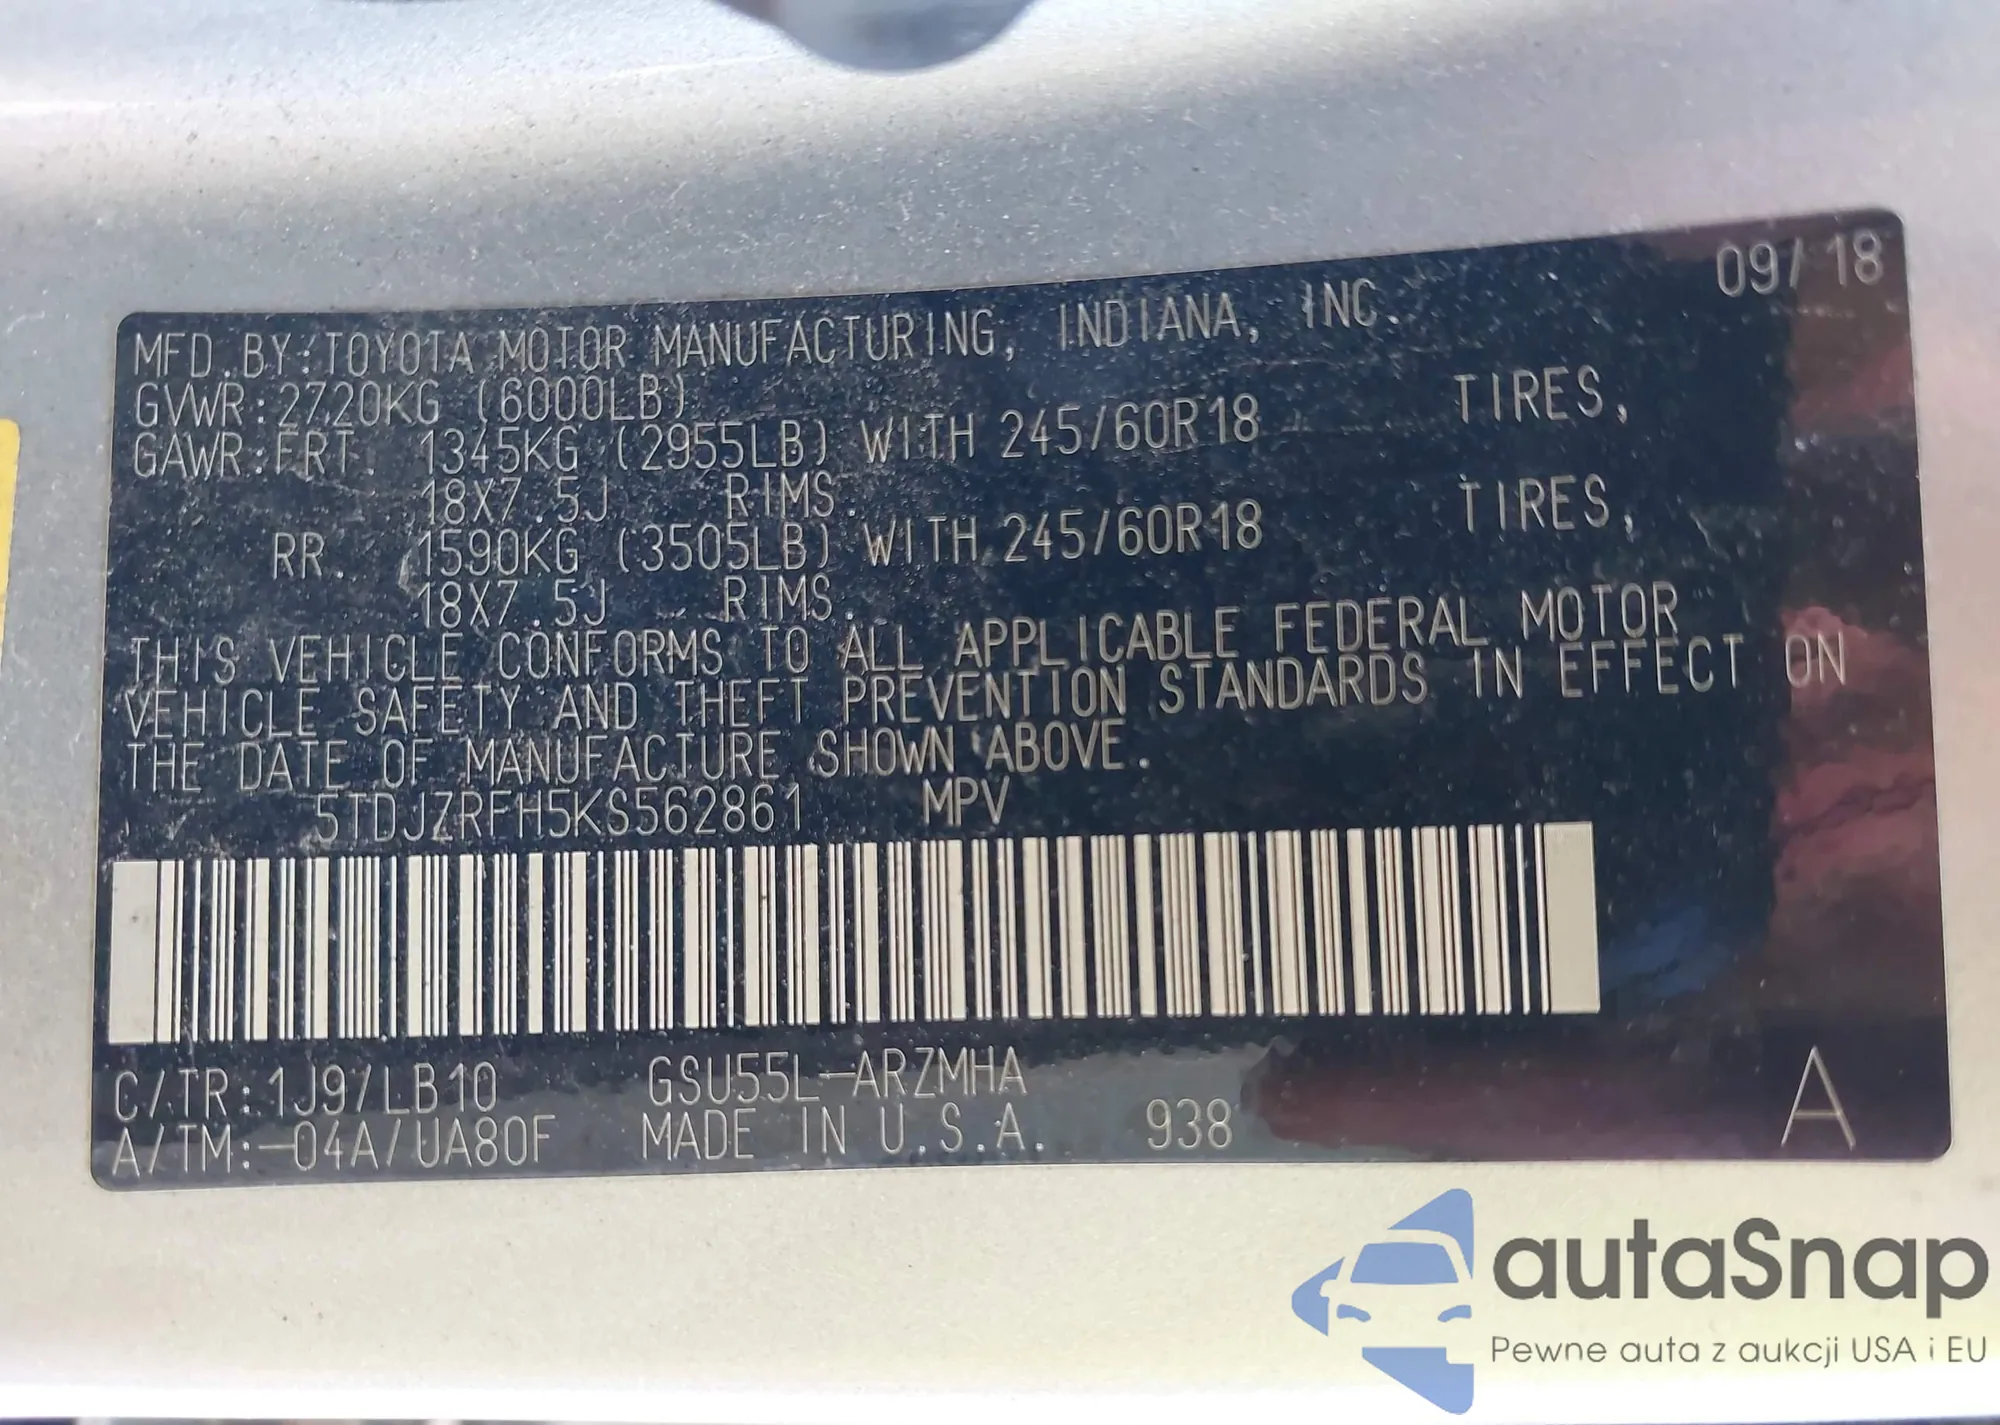 09/18
MFD.BY:TOYOTA MOTOR MANUFACTURING, INDIANA, INC.
GVWR:2720KG (6000LB)
GAWR:FRT. 1345KG (2955LB) WITH 245/60R18 TIRES,
18X7.5J RIMS.
RR. 1590KG (3505LB) WITH 245/60R18 TIRES,
18X7.5J RIMS.
THIS VEHICLE CONFORMS TO ALL APPLICABLE FEDERAL MOTOR
VEHICLE SAFETY AND THEFT PREVENTION STANDARDS IN EFFECT ON
THE DATE OF MANUFACTURE SHOWN ABOVE.
5TDJZRFH5KS562861 MPV
C/TR:1J9/LB10 GSU55L-ARZMHA
A/TM:-04A/UA80F MADE IN U.S.A. 938 A
autaSnap
Pewne auta z aukcji USA i EU